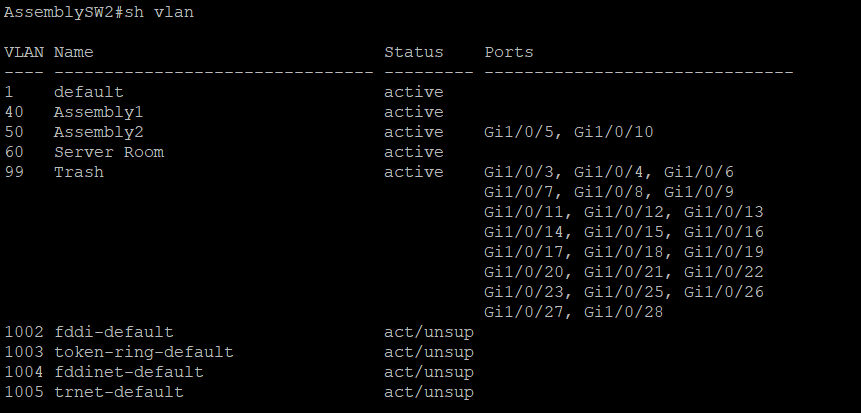 AssemblySW2#sh vlan
VLAN Name                             Status    Ports
---- -------------------------------- --------- -------------------------------
1    default                          active
40   Assembly1                        active
50   Assembly2                        active    Gi1/0/5, Gi1/0/10
60   Server Room                      active
99   Trash                            active    Gi1/0/3, Gi1/0/4, Gi1/0/6
                                                Gi1/0/7, Gi1/0/8, Gi1/0/9
                                                Gi1/0/11, Gi1/0/12, Gi1/0/13
                                                Gi1/0/14, Gi1/0/15, Gi1/0/16
                                                Gi1/0/17, Gi1/0/18, Gi1/0/19
                                                Gi1/0/20, Gi1/0/21, Gi1/0/22
                                                Gi1/0/23, Gi1/0/25, Gi1/0/26
                                                Gi1/0/27, Gi1/0/28
1002 fddi-default                     act/unsup
1003 token-ring-default               act/unsup
1004 fddinet-default                  act/unsup
1005 trnet-default                    act/unsup